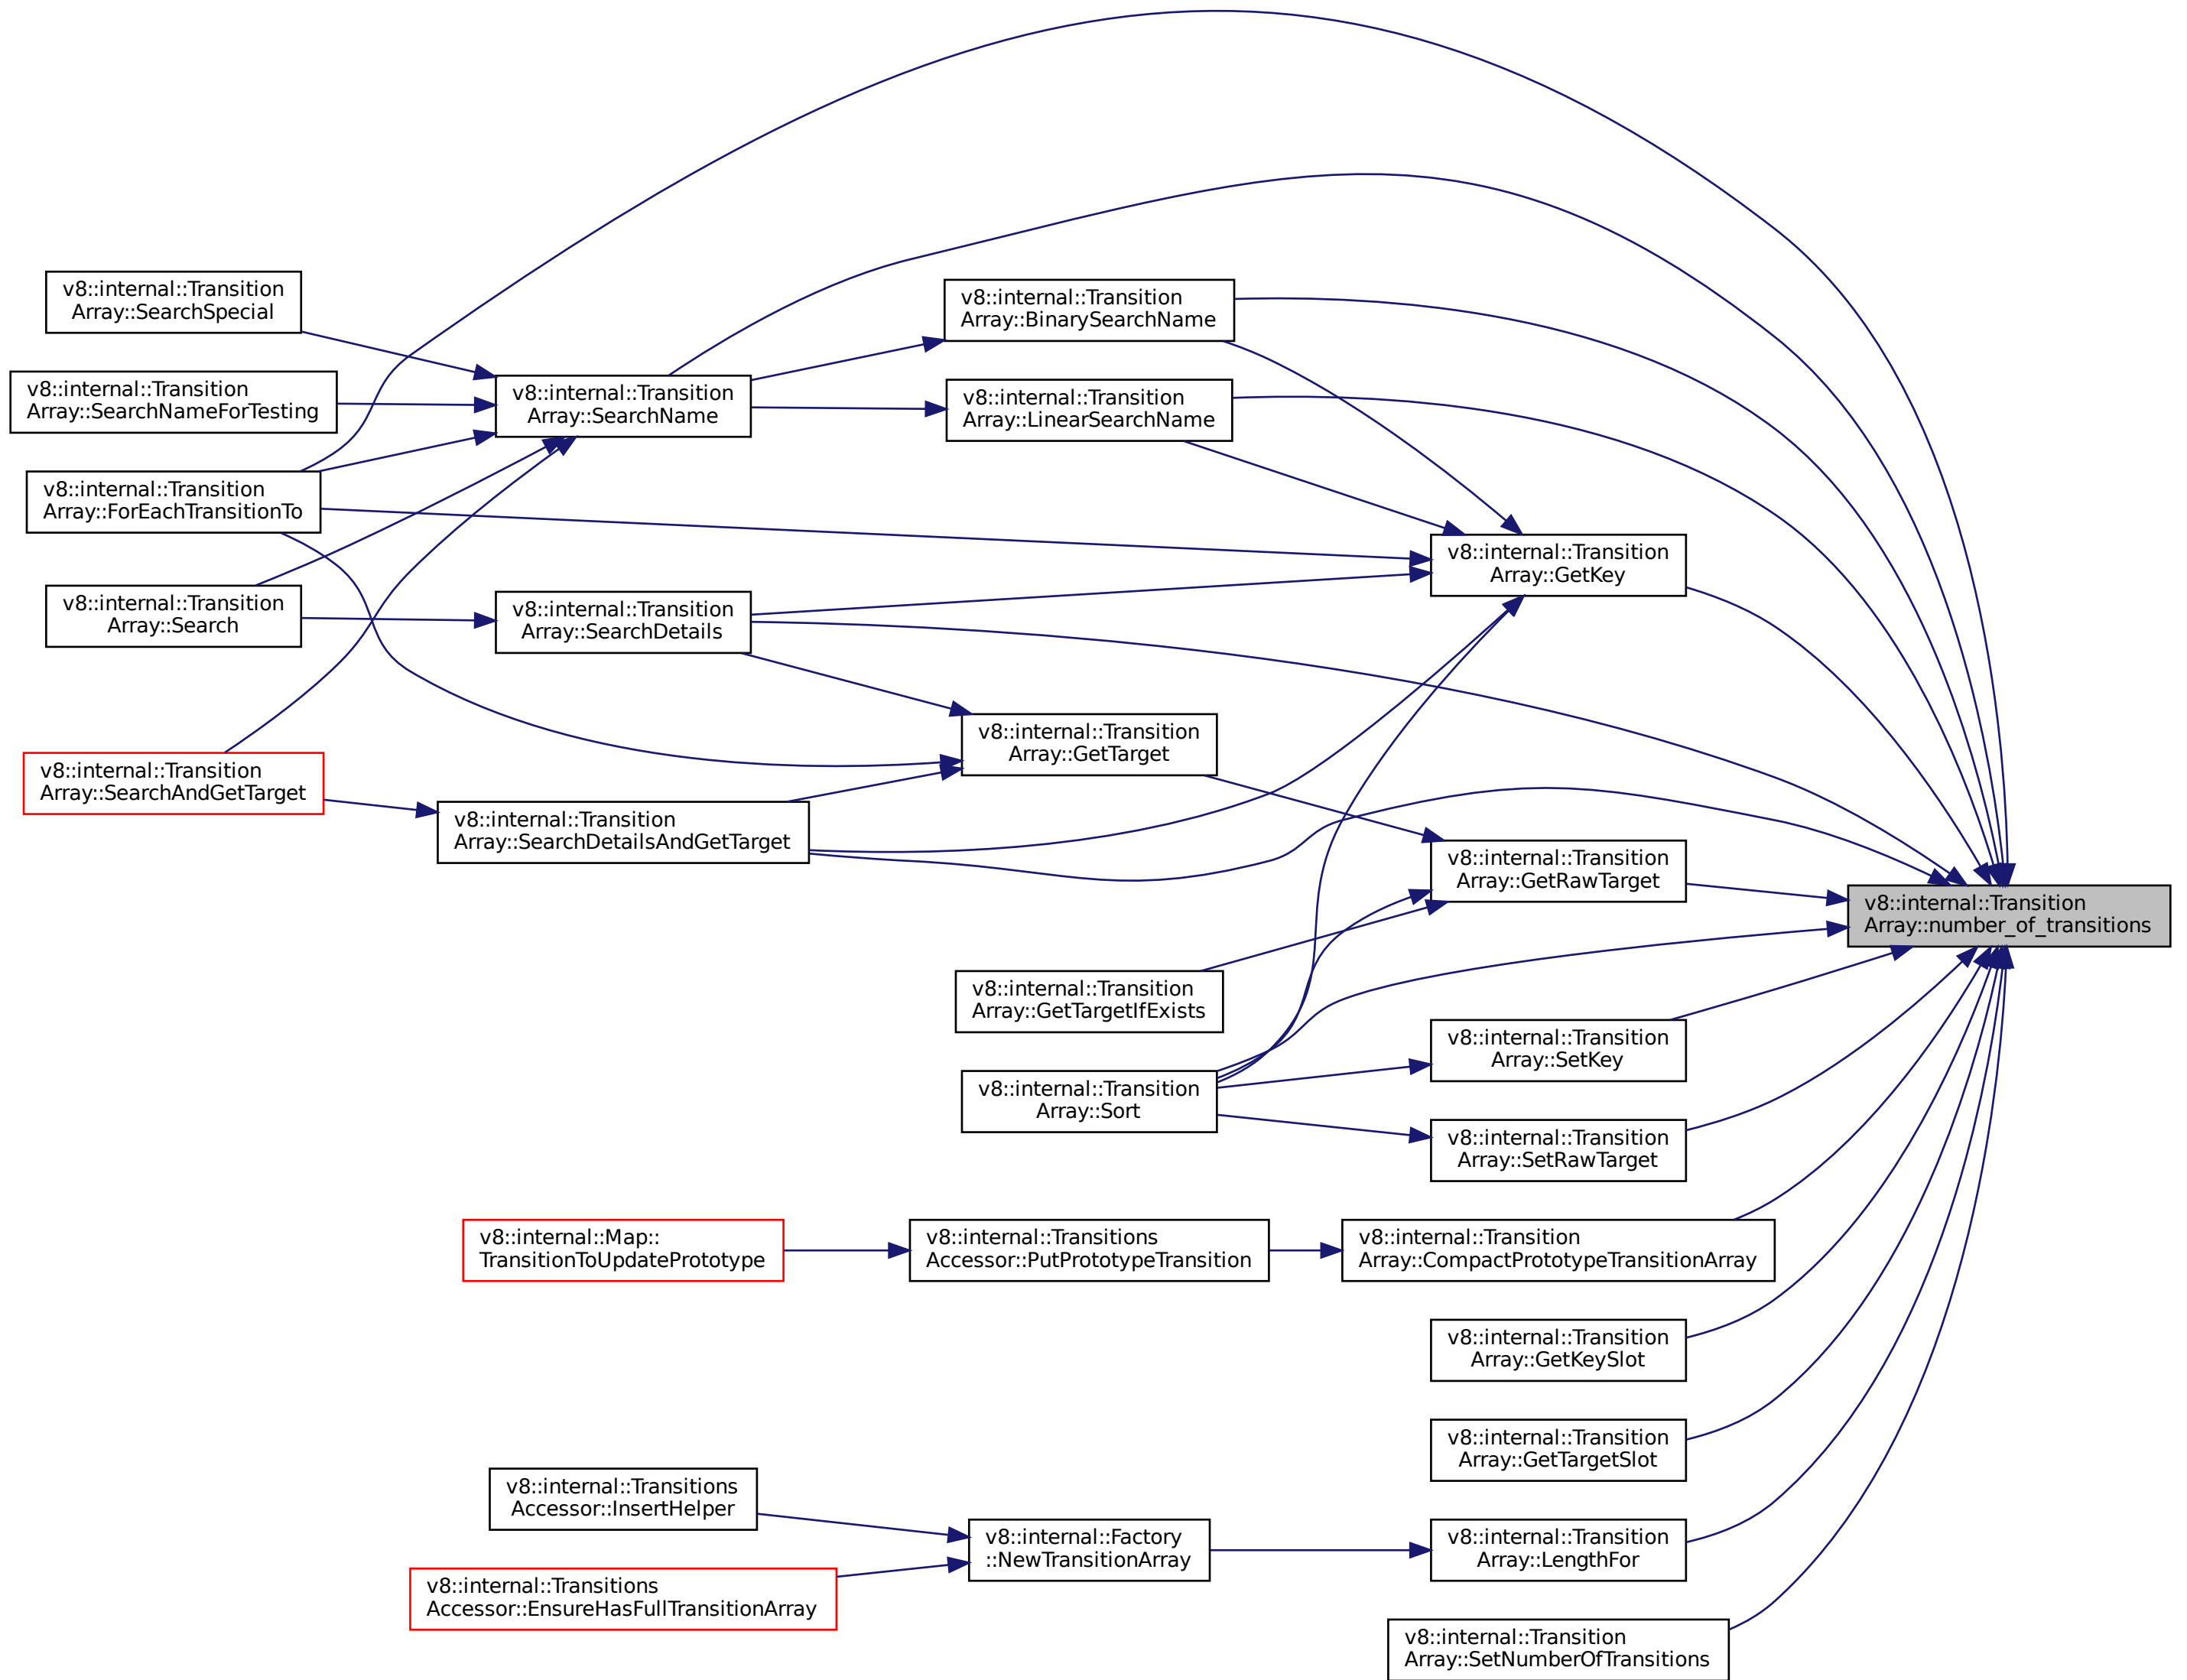 v8::internal::Transition
Array::SearchSpecial
v8::internal::Transition
Array::SearchNameForTesting
v8::internal::Transition
Array::ForEachTransitionTo
v8::internal::Transition
Array::Search
v8::internal::Transition
Array::SearchAndGetTarget
v8::internal::Transition
Array::SearchName
v8::internal::Transition
Array::SearchDetails
v8::internal::Transition
Array::SearchDetailsAndGetTarget
v8::internal::Map::
TransitionToUpdatePrototype
v8::internal::Transitions
Accessor::InsertHelper
v8::internal::Transitions
Accessor::EnsureHasFullTransitionArray
v8::internal::Transition
Array::BinarySearchName
v8::internal::Transition
Array::LinearSearchName
v8::internal::Transition
Array::GetTarget
v8::internal::Transition
Array::GetTargetIfExists
v8::internal::Transition
Array::Sort
v8::internal::Transitions
Accessor::PutPrototypeTransition
v8::internal::Factory
::NewTransitionArray
v8::internal::Transition
Array::GetKey
v8::internal::Transition
Array::GetRawTarget
v8::internal::Transition
Array::SetKey
v8::internal::Transition
Array::SetRawTarget
v8::internal::Transition
Array::CompactPrototypeTransitionArray
v8::internal::Transition
Array::GetKeySlot
v8::internal::Transition
Array::GetTargetSlot
v8::internal::Transition
Array::LengthFor
v8::internal::Transition
Array::SetNumberOfTransitions
v8::internal::Transition
Array::number_of_transitions